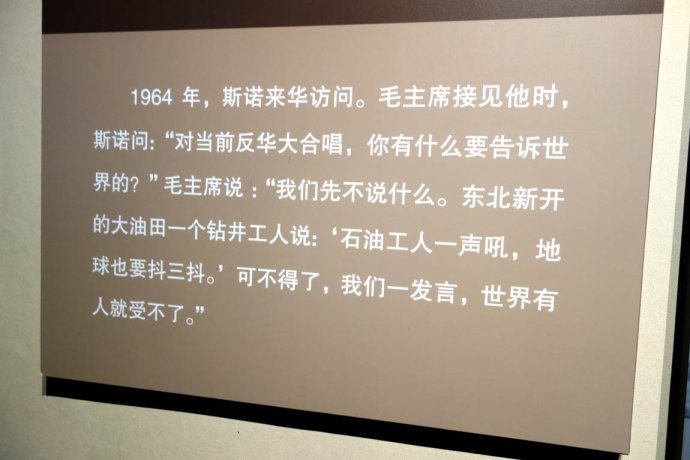 1964 年，斯诺来华访问。毛主席接见他时，
斯诺问：“对当前反华大合唱，你有什么要告诉世
界的？”毛主席说：“我们先不说什么。东北新开
的大油田一个钻井工人说：‘石油工人一声吼，地
球也要抖三抖。’可不得了，我们一发言，世界有
人就受不了。”